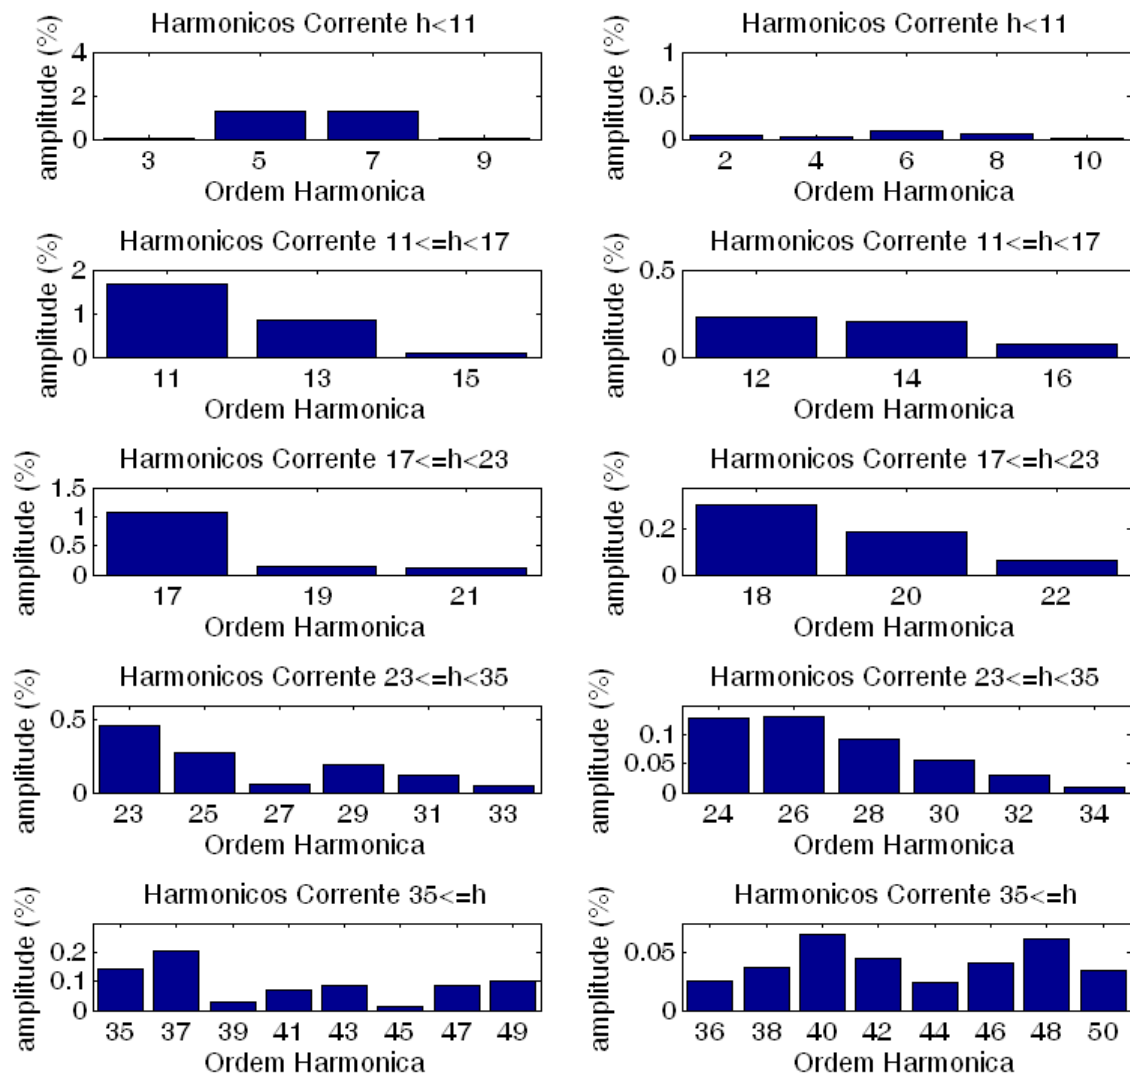 Harmonicos Corrente h<11
amplitude (%)
4
2
0
3 5 7 9
Ordem Harmonica
Harmonicos Corrente h<11
amplitude (%)
1
0.5
0
2 4 6 8 10
Ordem Harmonica
Harmonicos Corrente 11<=h<17
amplitude (%)
2
1
0
11 13 15
Ordem Harmonica
Harmonicos Corrente 11<=h<17
amplitude (%)
0.5
0
12 14 16
Ordem Harmonica
Harmonicos Corrente 17<=h<23
amplitude (%)
1.5
1
0.5
0
17 19 21
Ordem Harmonica
Harmonicos Corrente 17<=h<23
amplitude (%)
0.2
0
18 20 22
Ordem Harmonica
Harmonicos Corrente 23<=h<35
amplitude (%)
0.5
0
23 25 27 29 31 33
Ordem Harmonica
Harmonicos Corrente 23<=h<35
amplitude (%)
0.1
0.05
0
24 26 28 30 32 34
Ordem Harmonica
Harmonicos Corrente 35<=h
amplitude (%)
0.2
0.1
0
35 37 39 41 43 45 47 49
Ordem Harmonica
Harmonicos Corrente 35<=h
amplitude (%)
0.05
0
36 38 40 42 44 46 48 50
Ordem Harmonica